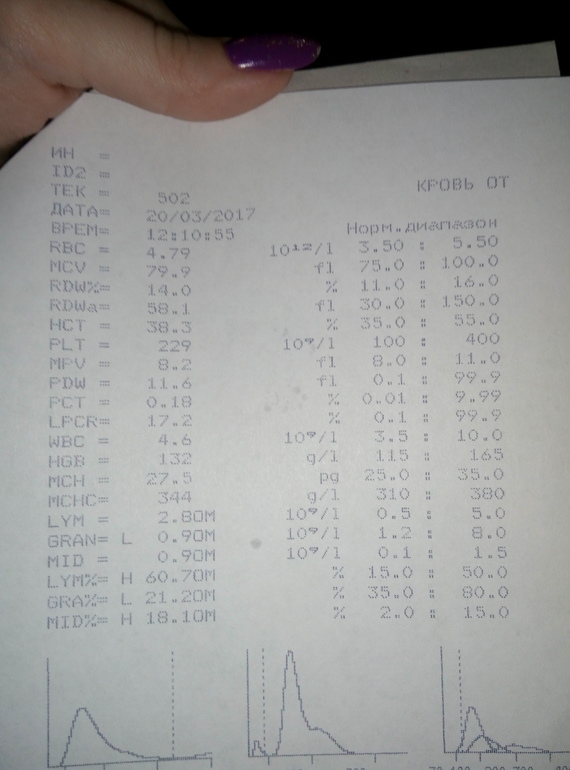 ИН =
ID2 =
ТЕК = 502 КРОВЬ ОТ
ДАТА= 20/03/2017
ВРЕМ= 12:10:55 Норм.диапазон
RBC = 4.79 10¹²/l 3.50 : 5.50
MCV = 79.9 fl 75.0 : 100.0
RDW%= 14.0 % 11.0 : 16.0
RDWa= 58.1 fl 30.0 : 150.0
HCT = 38.3 % 35.0 : 55.0
PLT = 229 10⁹/l 100 : 400
MPV = 8.2 fl 8.0 : 11.0
PDW = 11.6 fl 0.1 : 99.9
PCT = 0.18 % 0.01 : 9.99
LPCR= 17.2 % 0.1 : 99.9
WBC = 4.6 10⁹/l 3.5 : 10.0
HGB = 132 g/l 115 : 165
MCH = 27.5 pg 25.0 : 35.0
MCHC= 344 g/l 310 : 380
LYM = 2.80M 10⁹/l 0.5 : 5.0
GRAN= L 0.90M 10⁹/l 1.2 : 8.0
MID = 0.90M 10⁹/l 0.1 : 1.5
LYM%= H 60.70M % 15.0 : 50.0
GRA%= L 21.20M % 35.0 : 80.0
MID%= H 18.10M % 2.0 : 15.0